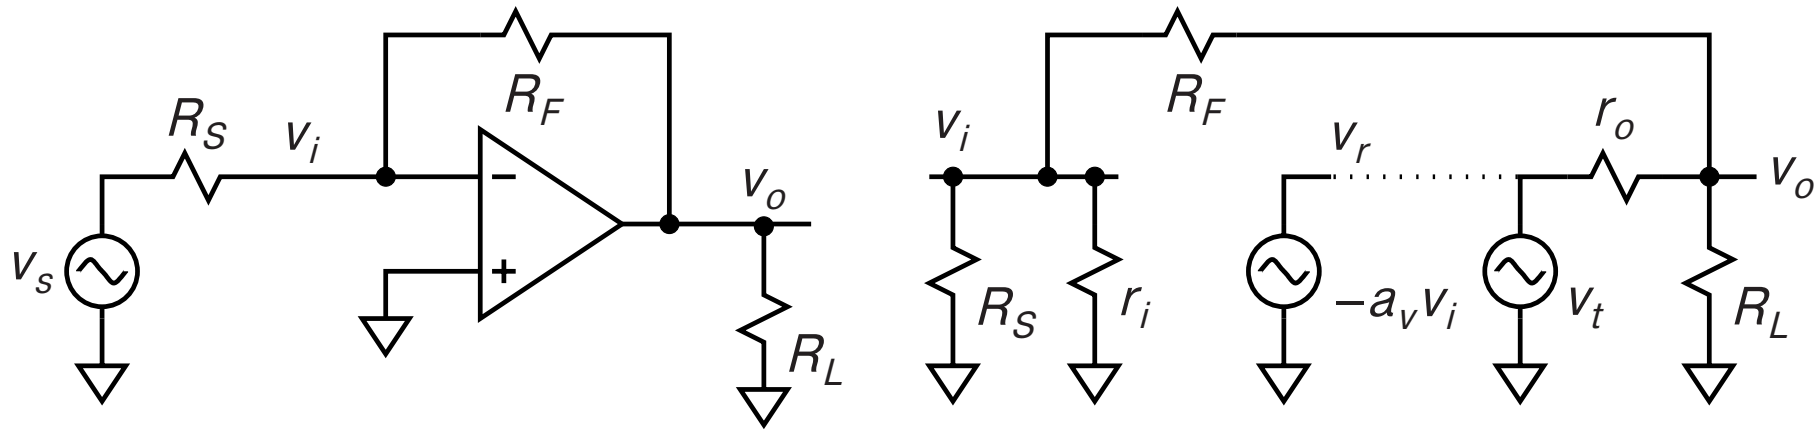 R_F
R_S
v_i
−
v_o
+
v_s
R_L
R_F
r_o
v_i
v_r
v_o
R_S
r_i
−a_v v_i
v_t
R_L